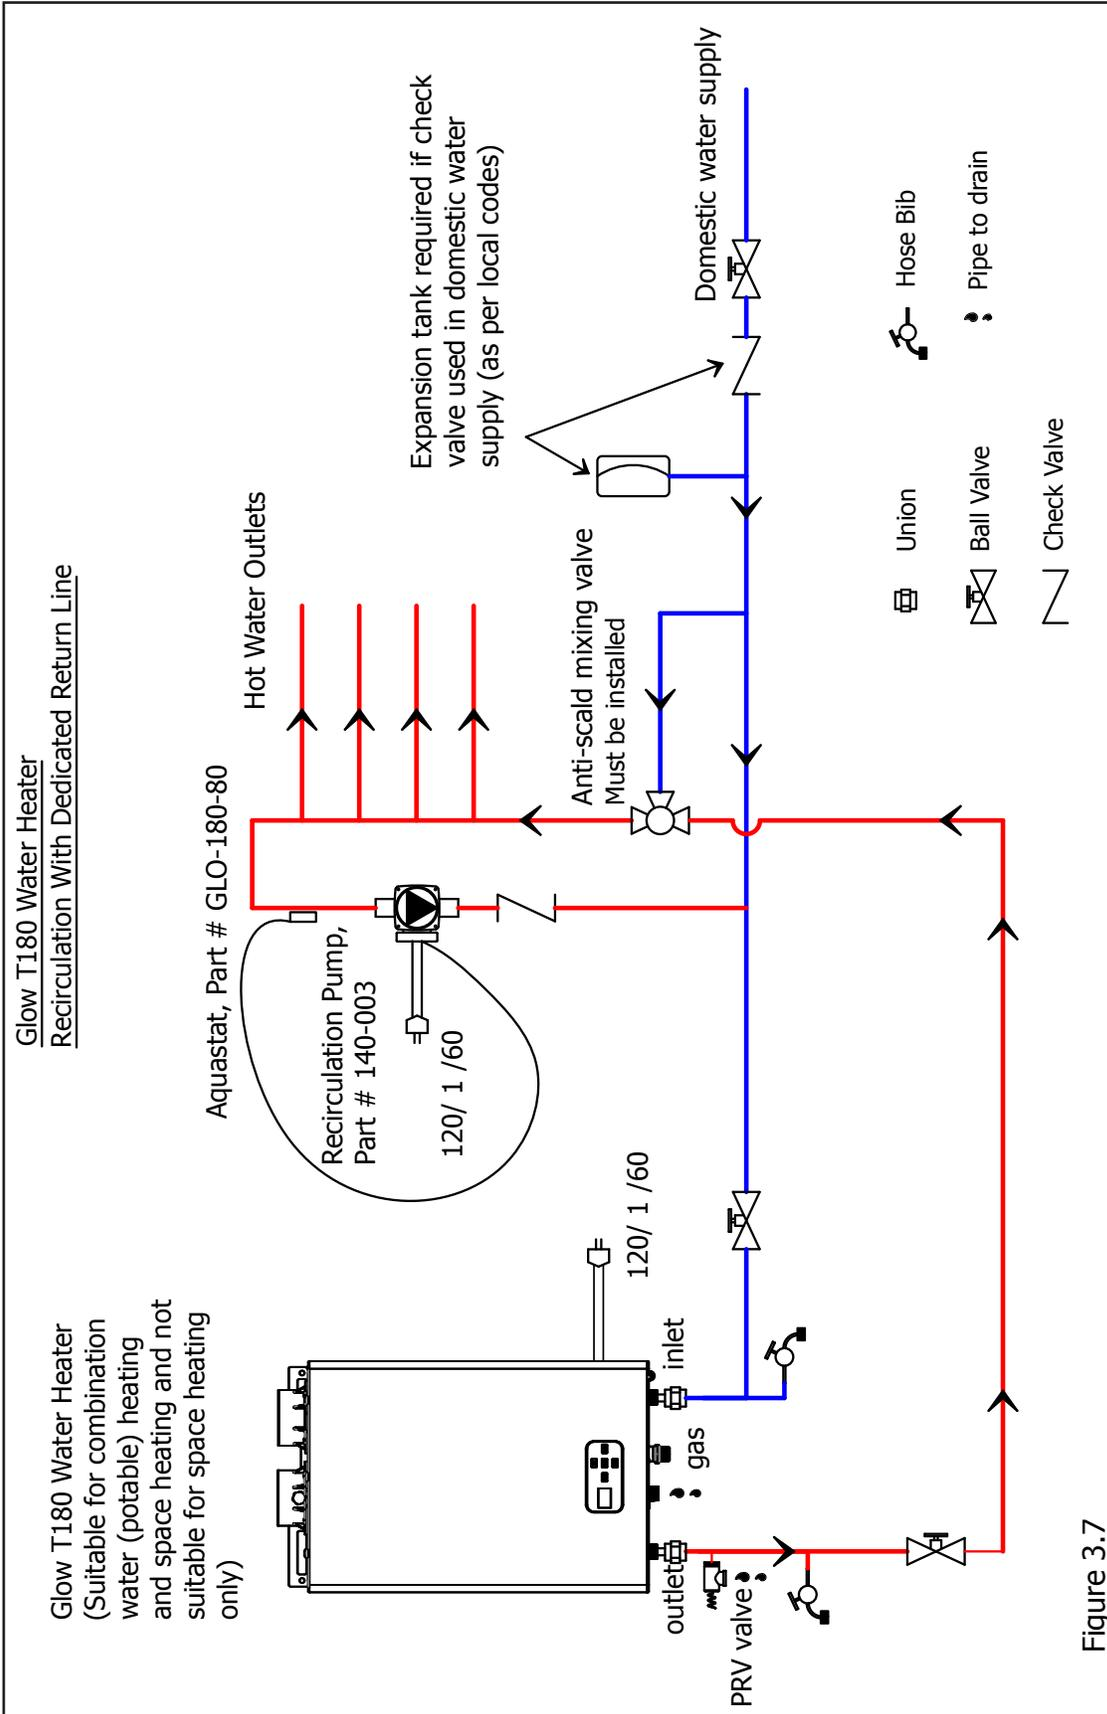 Glow T180 Water Heater
Recirculation With Dedicated Return Line
Glow T180 Water Heater
(Suitable for combination
water (potable) heating
and space heating and not
suitable for space heating
only)
Aquastat, Part # GLO-180-80
Hot Water Outlets
Recirculation Pump,
Part # 140-003
120/ 1 /60
Expansion tank required if check
valve used in domestic water
supply (as per local codes)
Anti-scald mixing valve
Must be installed
Domestic water supply
120/ 1 /60
outlet
gas
inlet
PRV valve
Union
Hose Bib
Ball Valve
Pipe to drain
Check Valve
Figure 3.7